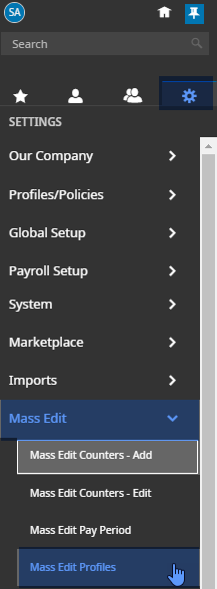 SA
Search
SETTINGS
Our Company
Profiles/Policies
Global Setup
Payroll Setup
System
Marketplace
Imports
Mass Edit
Mass Edit Counters - Add
Mass Edit Counters - Edit
Mass Edit Pay Period
Mass Edit Profiles